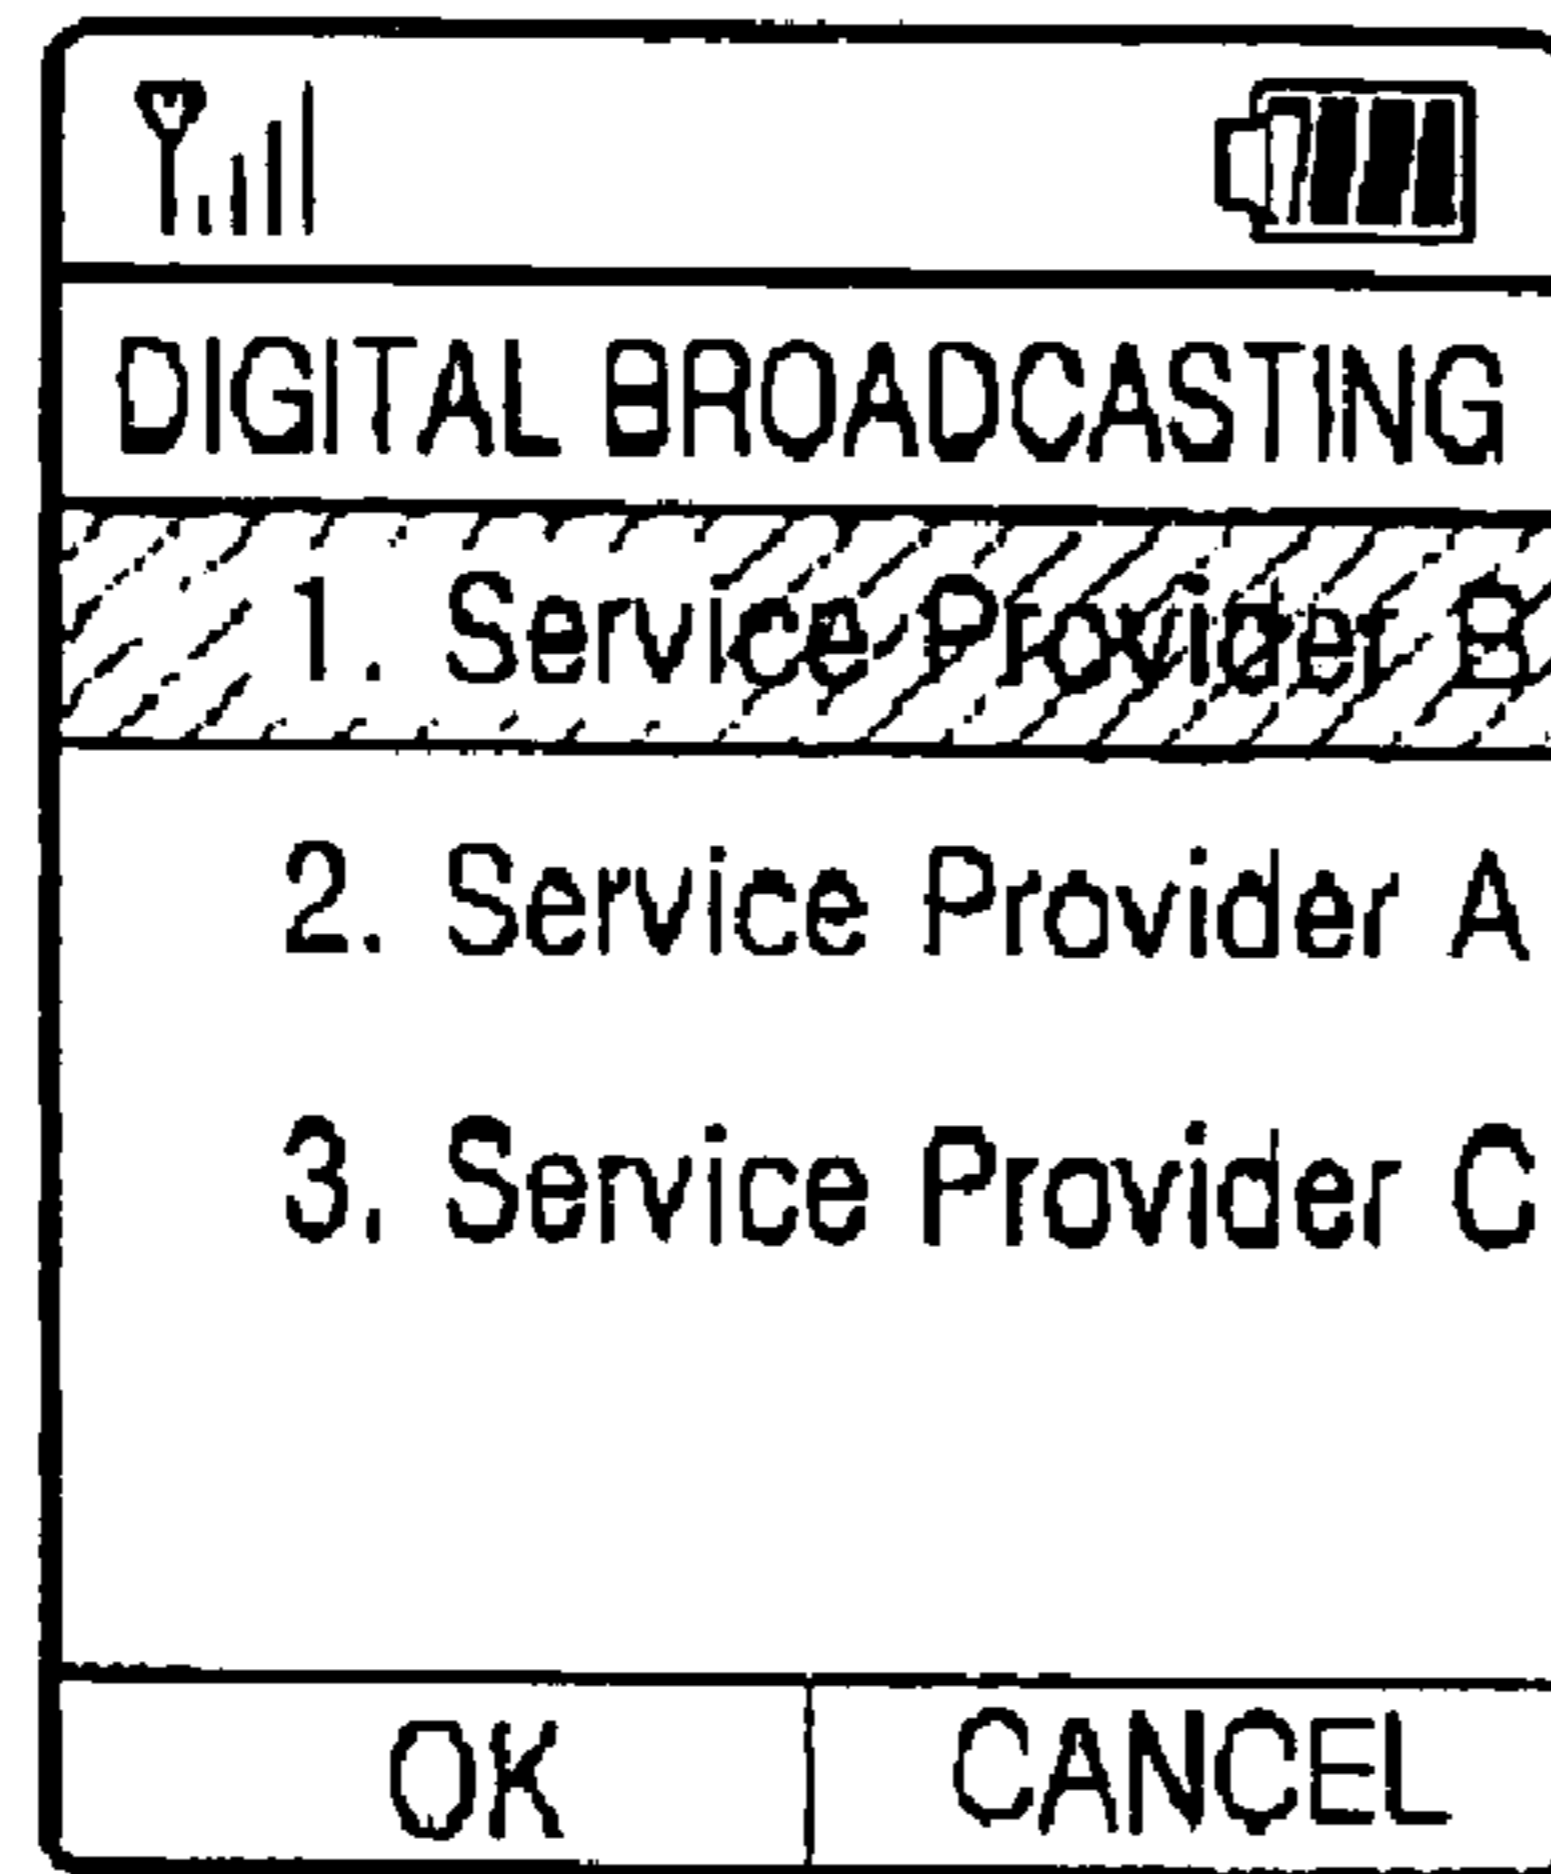 DIGITAL BROADCASTING
1. Service Provider B
2. Service Provider A
3. Service Provider C
OK CANCEL